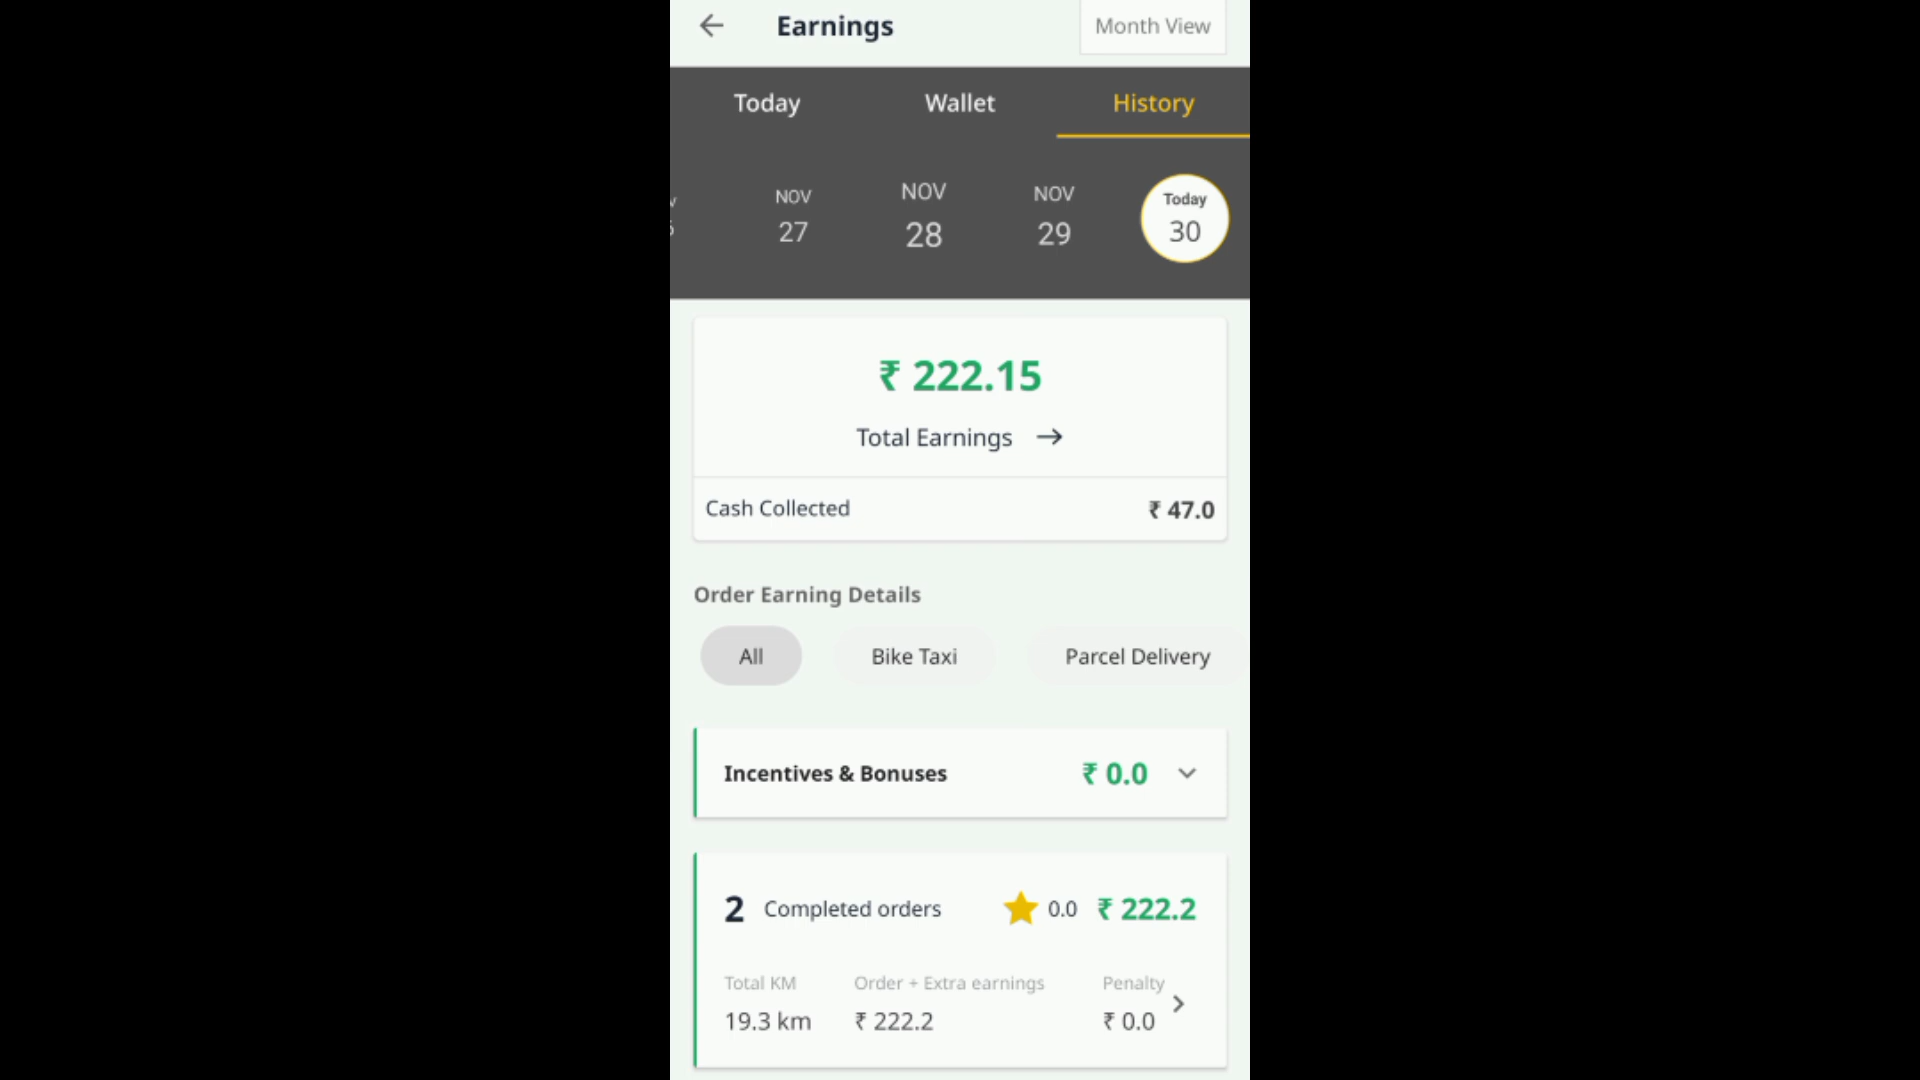 Earnings
Month View
Today
Wallet
History
NOV
27
NOV
28
NOV
29
Today
30
₹ 222.15
Total Earnings →
Cash Collected
₹ 47.0
Order Earning Details
All
Bike Taxi
Parcel Delivery
Incentives & Bonuses
₹ 0.0
2 Completed orders
0.0
₹ 222.2
Total KM
Order + Extra earnings
Penalty
19.3 km
₹ 222.2
₹ 0.0